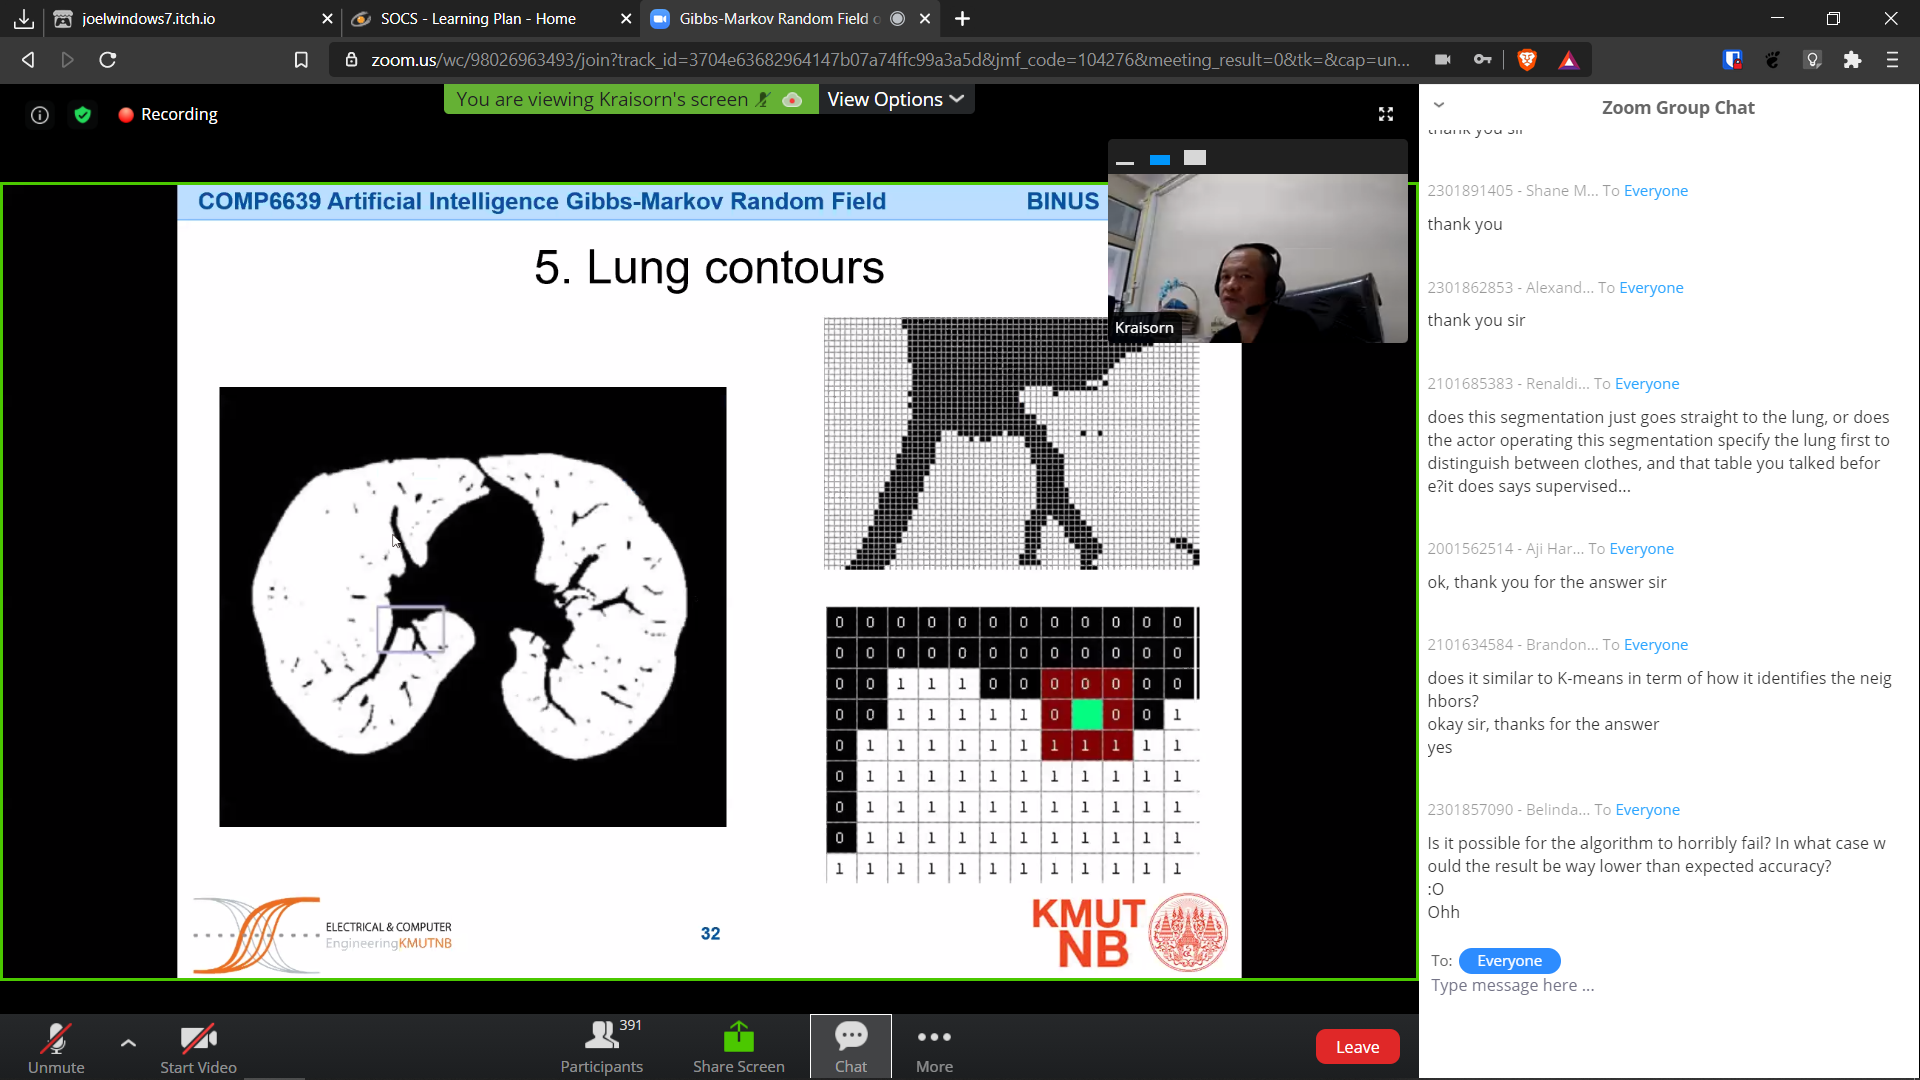 joelwindows7.itch.io
SOCS - Learning Plan - Home
Gibbs-Markov Random Field
zoom.us/wc/98026963493/join?track_id=3704e63682964147b07a74ffc99a3a5d&jmf_code=104276&meeting_result=0&tk=&cap=un...
Recording
You are viewing Kraisorn's screen
View Options
Kraisorn
COMP6639 Artificial Intelligence Gibbs-Markov Random Field
BINUS
5. Lung contours
0 0 0 0 0 0 0 0 0 0 0 0
0 0 0 0 0 0 0 0 0 0 0 0
0 0 1 1 1 0 0 0 0 0 0 0
0 0 1 1 1 1 1 0 0 0 1
0 1 1 1 1 1 1 1 1 1 1 1
0 1 1 1 1 1 1 1 1 1 1 1
0 1 1 1 1 1 1 1 1 1 1 1
0 1 1 1 1 1 1 1 1 1 1 1
1 1 1 1 1 1 1 1 1 1 1 1
ELECTRICAL & COMPUTER
EngineeringKMUTNB
32
KMUT
NB
Unmute
Start Video
391
Participants
Share Screen
Chat
More
Leave
Zoom Group Chat
thank you sir
2301891405 - Shane M... To Everyone
thank you
2301862853 - Alexand... To Everyone
thank you sir
2101685383 - Renaldi... To Everyone
does this segmentation just goes straight to the lung, or does
the actor operating this segmentation specify the lung first to
distinguish between clothes, and that table you talked befor
e?it does says supervised...
2001562514 - Aji Har... To Everyone
ok, thank you for the answer sir
2101634584 - Brandon... To Everyone
does it similar to K-means in term of how it identifies the neig
hbors?
okay sir, thanks for the answer
yes
2301857090 - Belinda... To Everyone
Is it possible for the algorithm to horribly fail? In what case w
ould the result be way lower than expected accuracy?
:O
Ohh
To: Everyone
Type message here ...